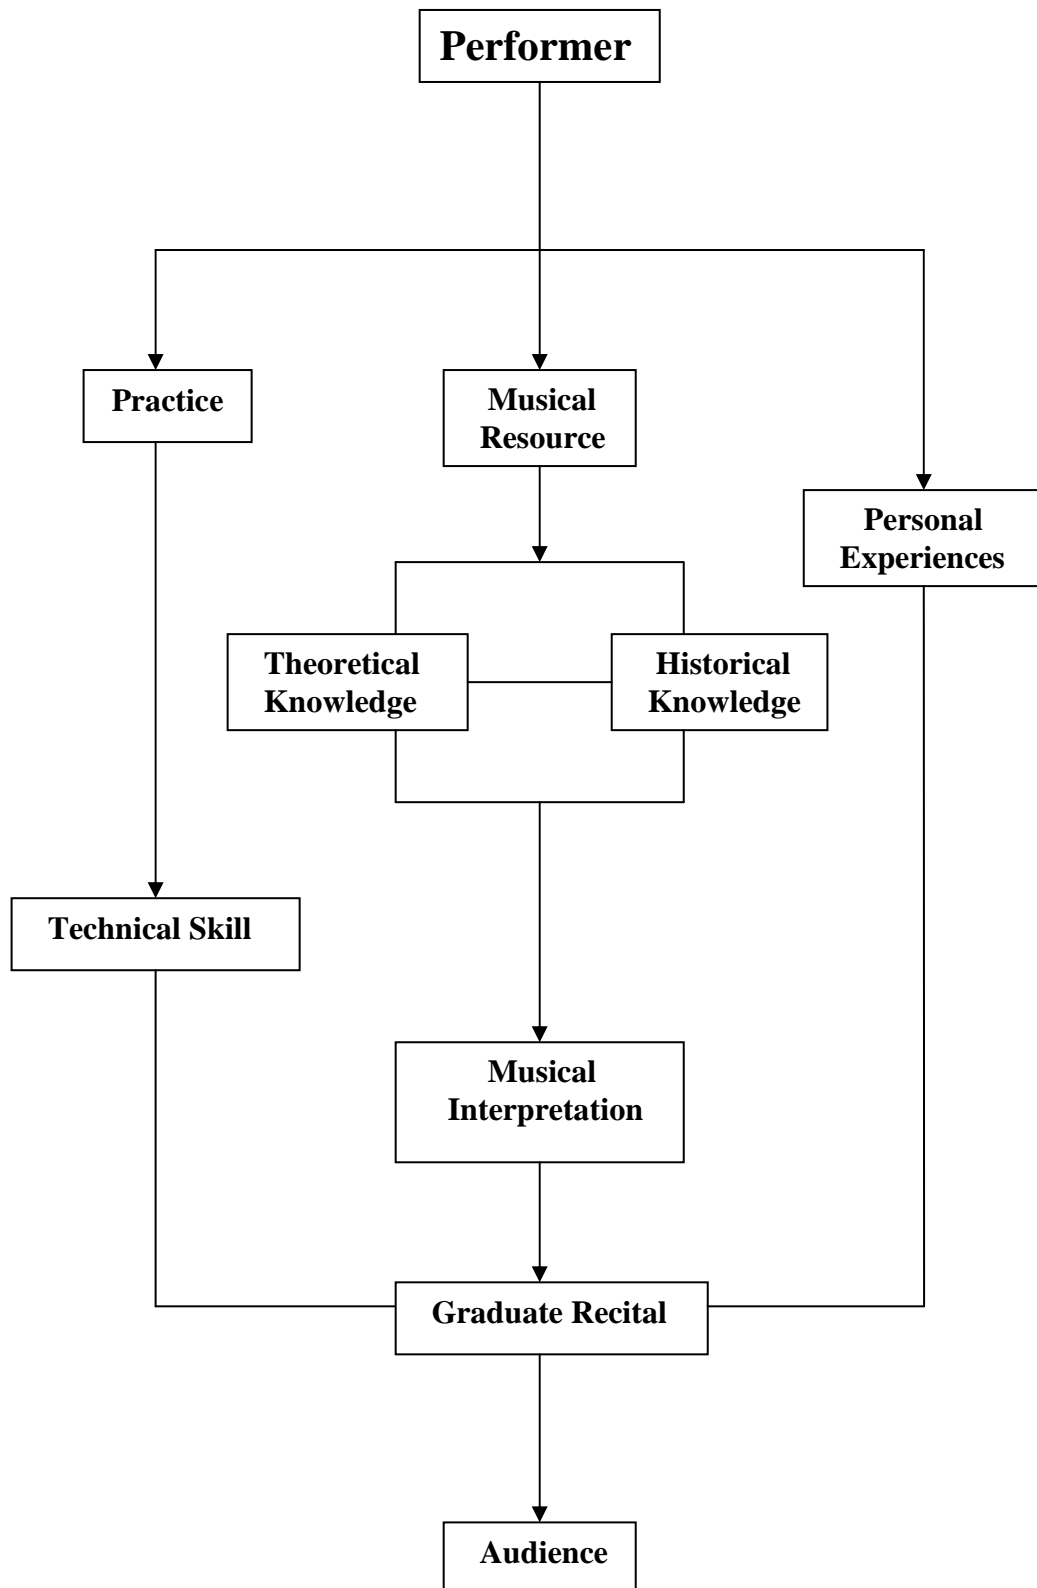 Performer
Practice
Musical
Resource
Personal
Experiences
Theoretical
Knowledge
Historical
Knowledge
Technical Skill
Musical
Interpretation
Graduate Recital
Audience